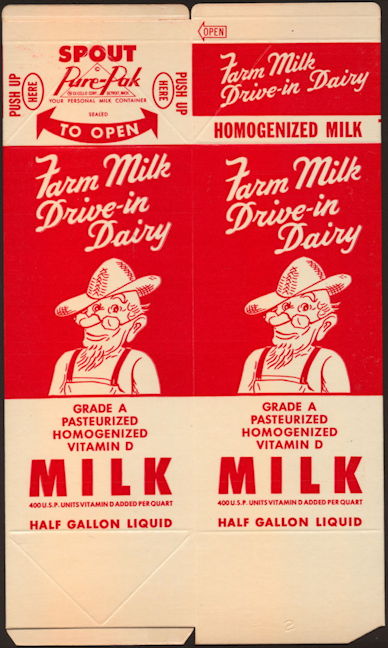 SPOUT
PUSH UP
HERE
Pure-Pak
YOUR PERSONAL MILK CONTAINER
SEALED
HERE
PUSH UP
TO OPEN
OPEN
Farm Milk
Drive-in Dairy
HOMOGENIZED MILK
Farm Milk
Drive-in
Dairy
GRADE A
PASTEURIZED
HOMOGENIZED
VITAMIN D
MILK
400 U.S.P. UNITS VITAMIN D ADDED PER QUART
HALF GALLON LIQUID
Farm Milk
Drive-in
Dairy
GRADE A
PASTEURIZED
HOMOGENIZED
VITAMIN D
MILK
400 U.S.P. UNITS VITAMIN D ADDED PER QUART
HALF GALLON LIQUID